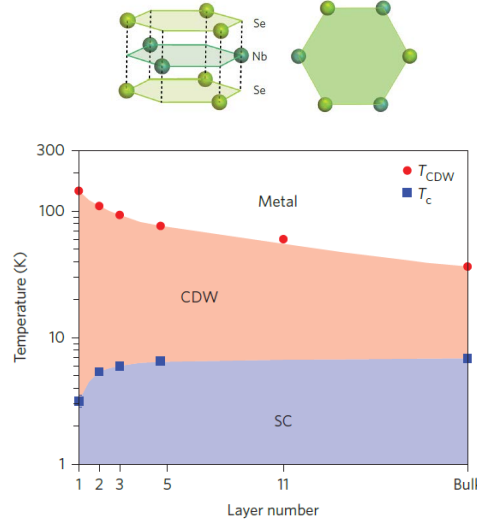 Se
Nb
Se
300
100
10
1
Temperature (K)
T_CDW
T_c
Metal
CDW
SC
1 2 3 5 11 Bulk
Layer number